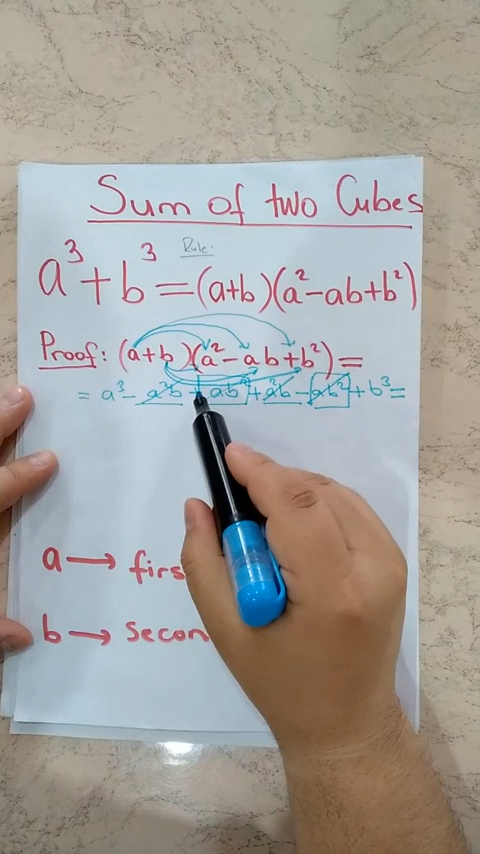 Sum of two Cubes
Rule:
a³+b³=(a+b)(a²-ab+b²)
Proof: (a+b)(a²-ab+b²)=
= a³-a²b+ab²+a²b-ab²+b³=
a→firs
b→secon